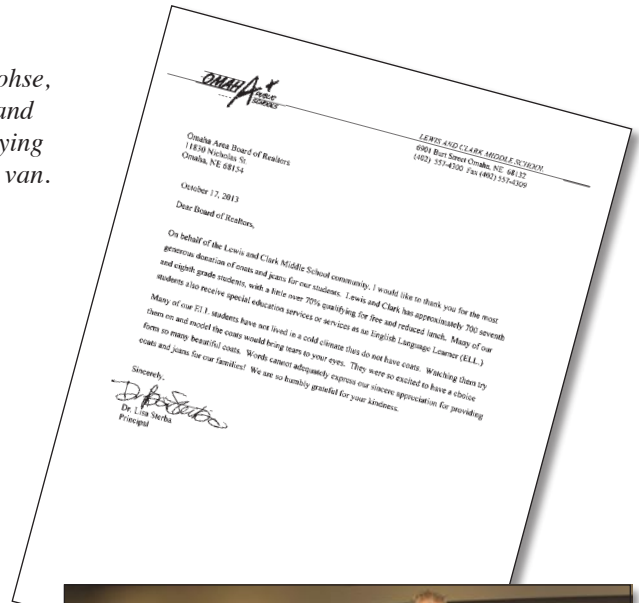 ohse,
and
ying
van.
OMAHA PUBLIC
SCHOOLS
LEWIS AND CLARK MIDDLE SCHOOL
6901 Burt Street Omaha, NE 68132
(402) 557-4300 Fax (402) 557-4309
Omaha Area Board of Realtors
11830 Nicholas St.
Omaha, NE 68154
October 17, 2013
Dear Board of Realtors,
On behalf of the Lewis and Clark Middle School community, I would like to thank you for the most
generous donation of coats and jeans for our students. Lewis and Clark has approximately 700 seventh
and eighth grade students, with a little over 70% qualifying for free and reduced lunch. Many of our
students also receive special education services or services as an English Language Learner (ELL.)
Many of our ELL students have not lived in a cold climate thus do not have coats. Watching them try
them on and model the coats would bring tears to your eyes. They were so excited to have a choice
form so many beautiful coats. Words cannot adequately express our sincere appreciation for providing
coats and jeans for our families! We are so humbly grateful for your kindness.
Sincerely,
Dr. Lisa Sterba
Dr. Lisa Sterba
Principal